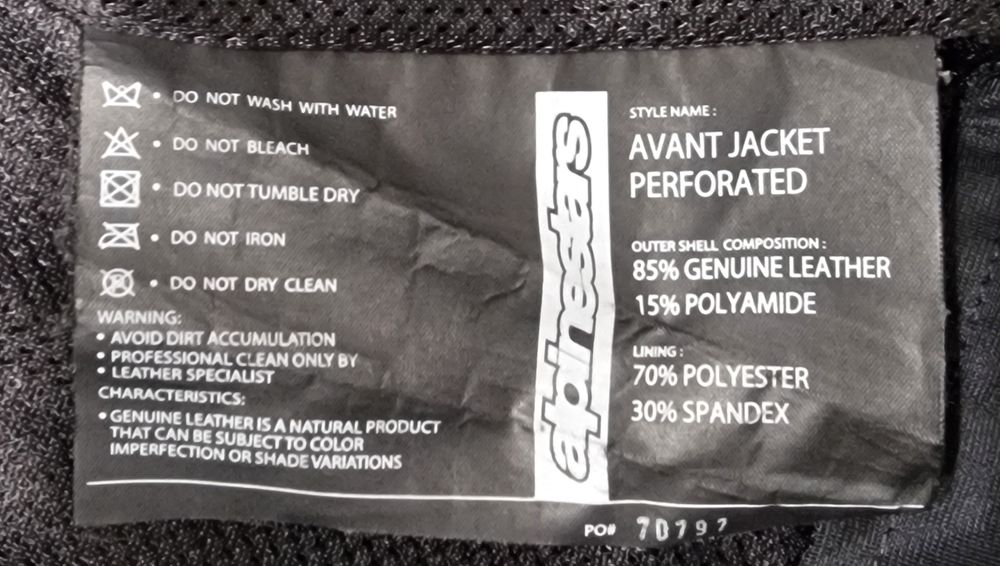 • DO NOT WASH WITH WATER
• DO NOT BLEACH
• DO NOT TUMBLE DRY
• DO NOT IRON
• DO NOT DRY CLEAN
WARNING:
• AVOID DIRT ACCUMULATION
• PROFESSIONAL CLEAN ONLY BY
• LEATHER SPECIALIST
CHARACTERISTICS:
• GENUINE LEATHER IS A NATURAL PRODUCT
THAT CAN BE SUBJECT TO COLOR
IMPERFECTION OR SHADE VARIATIONS
alpinestars
STYLE NAME :
AVANT JACKET
PERFORATED
OUTER SHELL COMPOSITION :
85% GENUINE LEATHER
15% POLYAMIDE
LINING :
70% POLYESTER
30% SPANDEX
PO# 70797